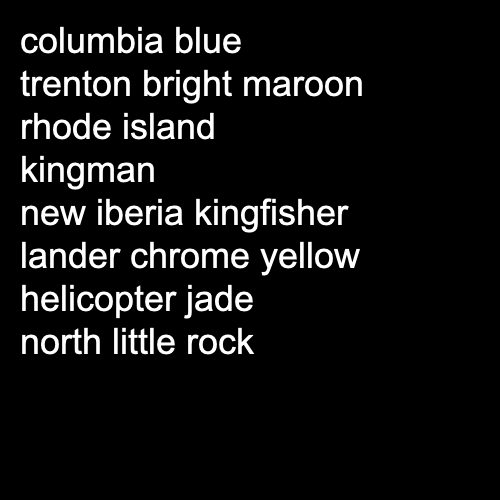 columbia blue
trenton bright maroon
rhode island
kingman
new iberia kingfisher
lander chrome yellow
helicopter jade
north little rock